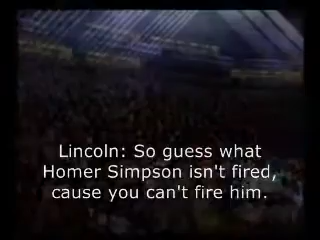 Lincoln: So guess what
Homer Simpson isn't fired,
cause you can't fire him.